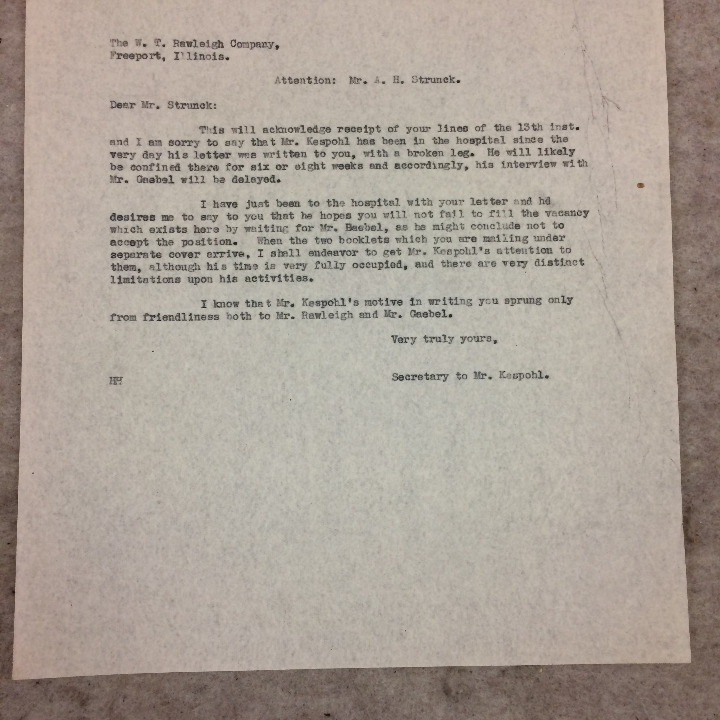 The W. T. Rawleigh Company,
Freeport, Illinois.
Attention: Mr. A. H. Strunck.
Dear Mr. Strunck:
This will acknowledge receipt of your lines of the 13th inst.
and I am sorry to say that Mr. Kespohl has been in the hospital since the
very day his letter was written to you, with a broken leg. He will likely
be confined there for six or eight weeks and accordingly, his interview with
Mr. Gaebel will be delayed.
I have just been to the hospital with your letter and he
desires me to say to you that he hopes you will not fail to fill the vacancy
which exists here by waiting for Mr. Baebel, as he might conclude not to
accept the position. When the two booklets which you are mailing under
separate cover arrive, I shall endeavor to get Mr. Kespohl's attention to
them, although his time is very fully occupied, and there are very distinct
limitations upon his activities.
I know that Mr. Kespohl's motive in writing you sprung only
from friendliness both to Mr. Rawleigh and Mr. Gaebel.
Very truly yours,
HH
Secretary to Mr. Kespohl.